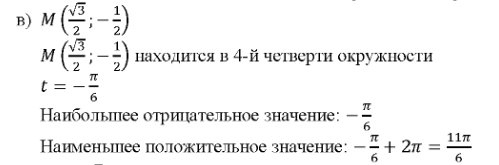 в) M (√3/2 ; −1/2)
M (√3/2 ; −1/2) находится в 4-й четверти окружности
t = −π/6
Наибольшее отрицательное значение: −π/6
Наименьшее положительное значение: −π/6 + 2π = 11π/6